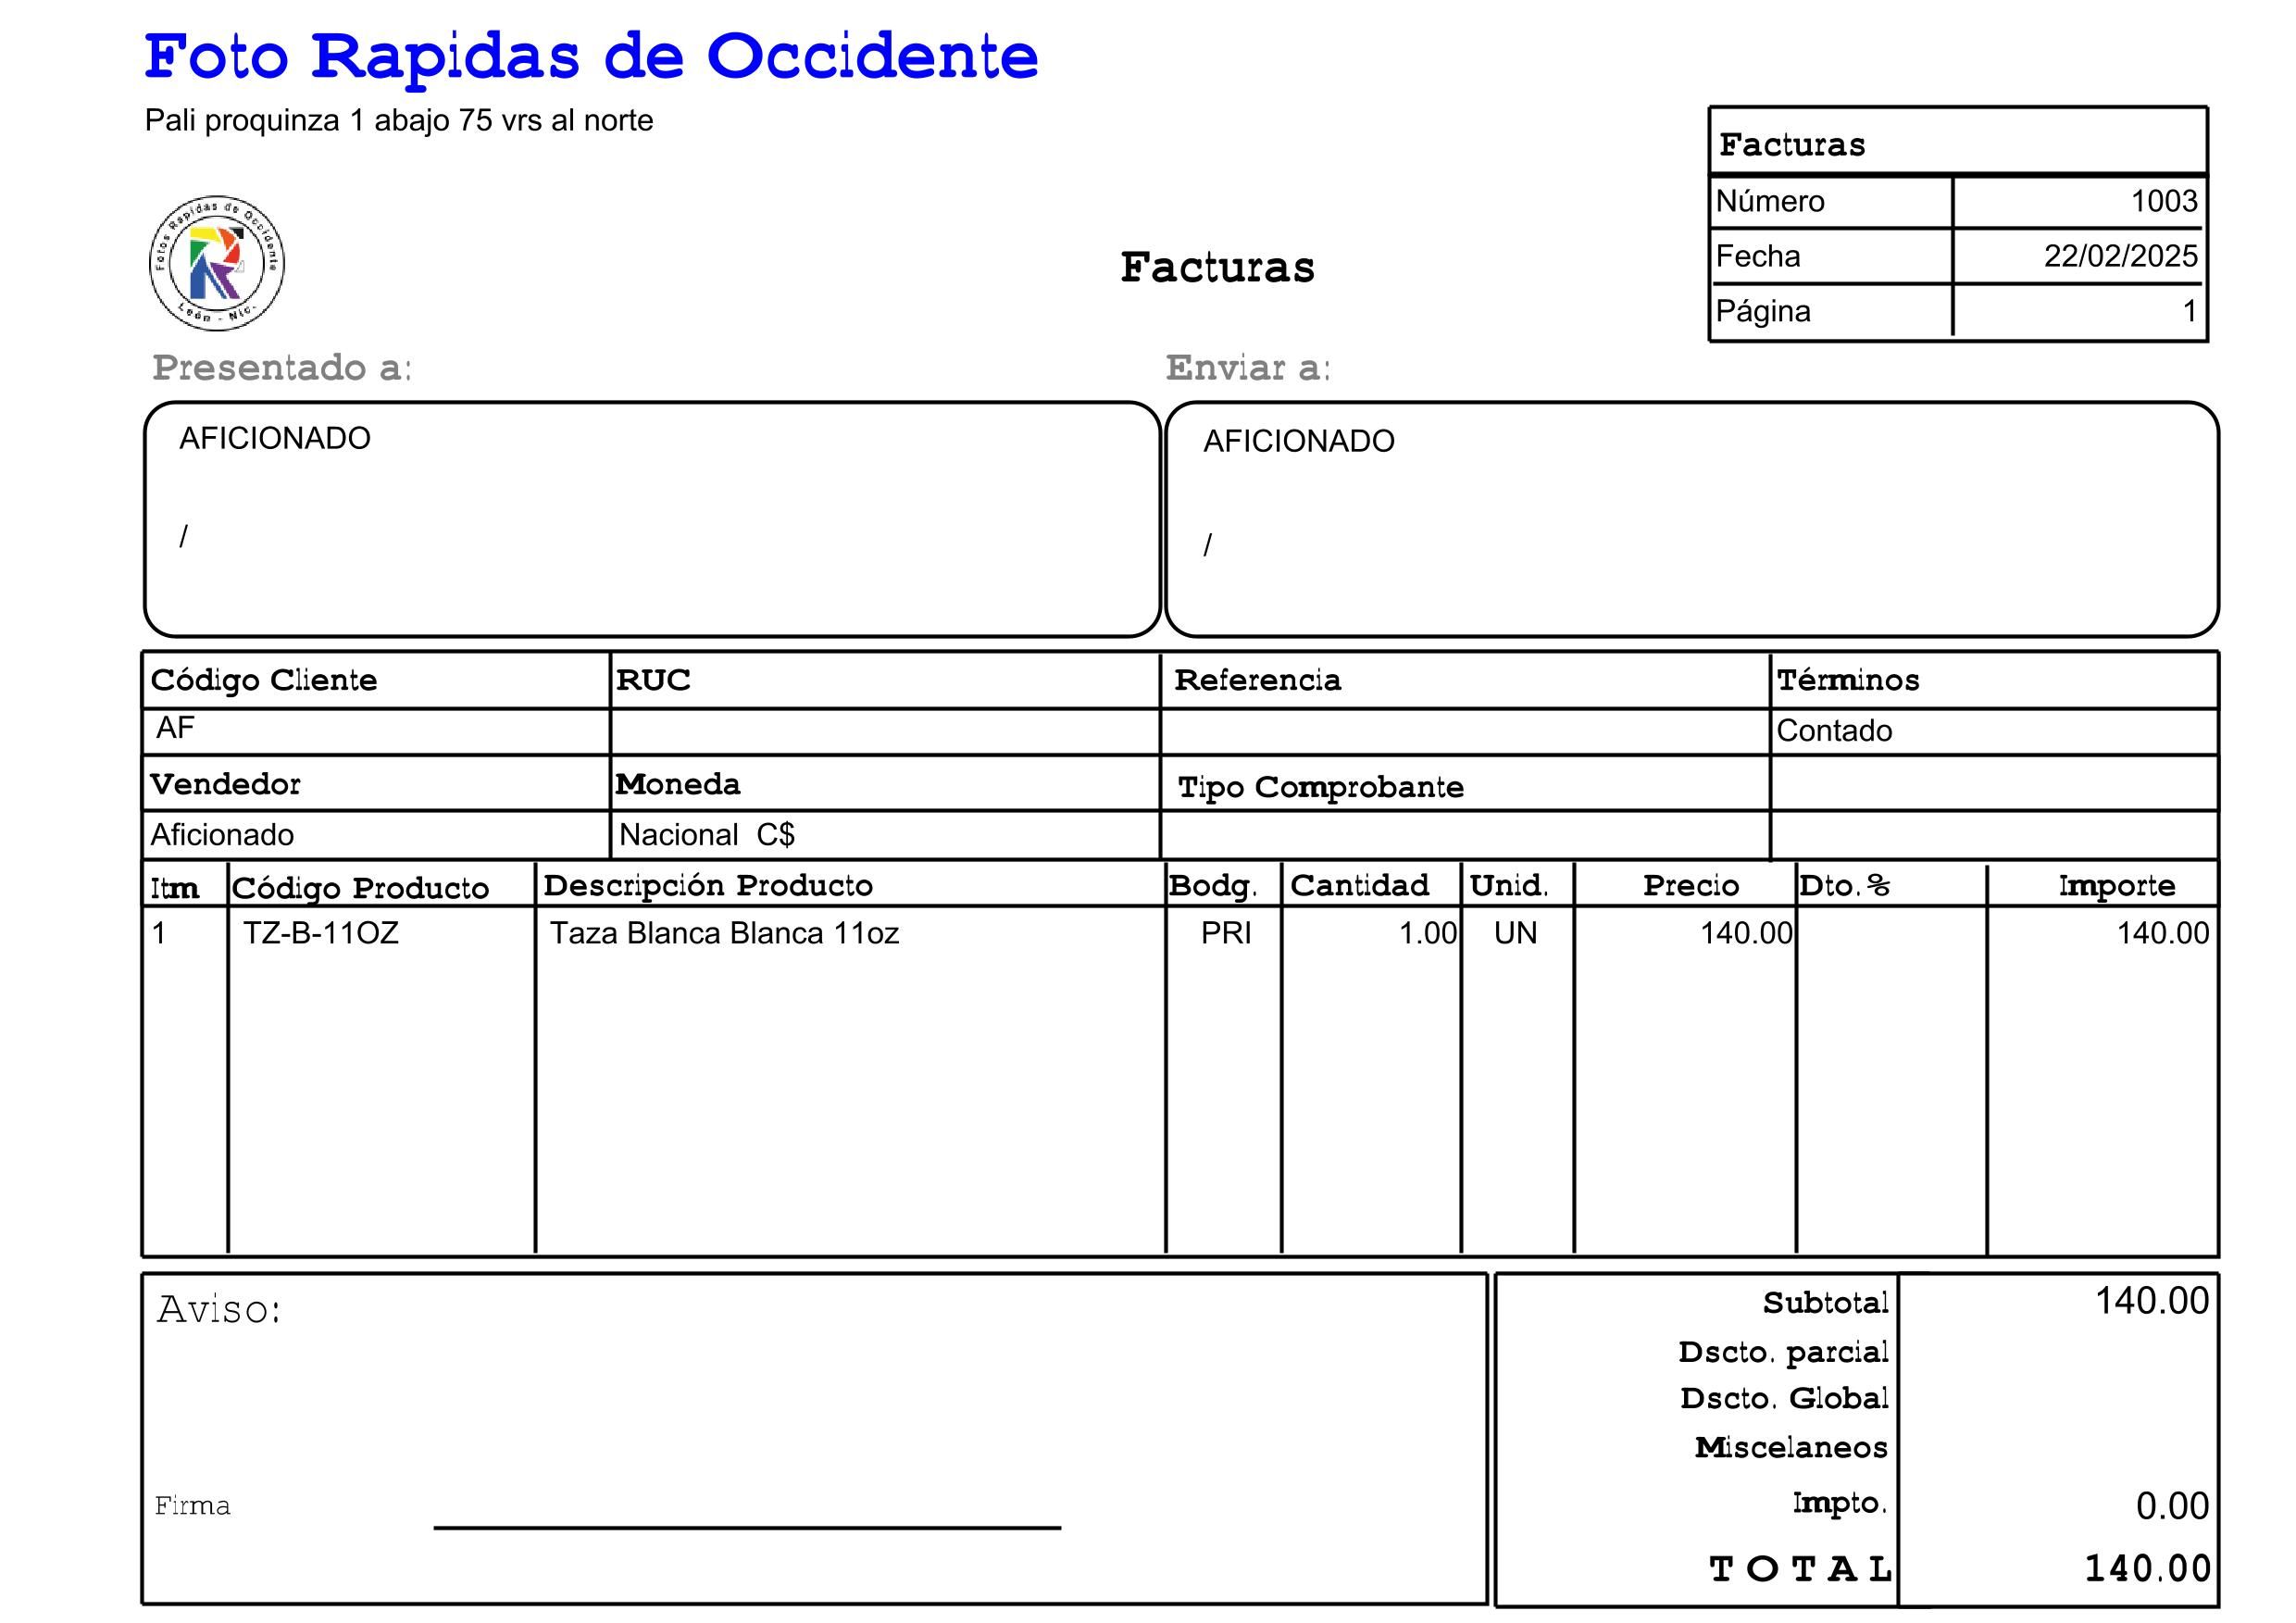 Foto Rapidas de Occidente
Pali proquinza 1 abajo 75 vrs al norte
Facturas
Número 1003
Fecha 22/02/2025
Página 1
Fotos Rapidas de Occidente
León - Nic.
Facturas
Presentado a: Enviar a:
AFICIONADO AFICIONADO
/ /
Código Cliente RUC Referencia Términos
AF Contado
Vendedor Moneda Tipo Comprobante
Aficionado Nacional C$
Itm Código Producto Descripción Producto Bodg. Cantidad Unid. Precio Dto.% Importe
1 TZ-B-11OZ Taza Blanca Blanca 11oz PRI 1.00 UN 140.00 140.00
Aviso:
Subtotal 140.00
Dscto. parcial
Dscto. Global
Miscelaneos
Firma
Impto. 0.00
TOTAL 140.00